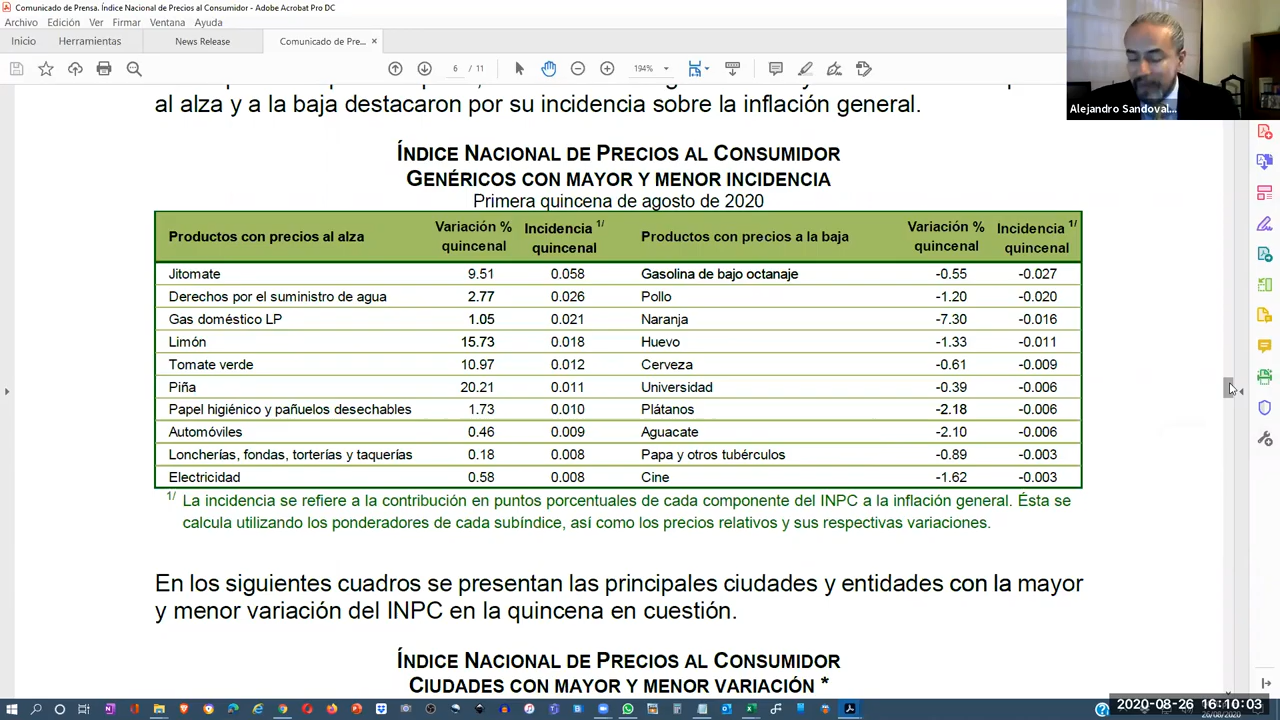 Comunicado de Prensa. Índice Nacional de Precios al Consumidor - Adobe Acrobat Pro DC
Archivo Edición Ver Firmar Ventana Ayuda
Inicio Herramientas News Release Comunicado de Pre... ×
6 / 11 194%
Alejandro Sandoval...
al alza y a la baja destacaron por su incidencia sobre la inflación general.
ÍNDICE NACIONAL DE PRECIOS AL CONSUMIDOR
GENÉRICOS CON MAYOR Y MENOR INCIDENCIA
Primera quincena de agosto de 2020
Productos con precios al alza Variación % quincenal Incidencia 1/ quincenal Productos con precios a la baja Variación % quincenal Incidencia 1/ quincenal
Jitomate 9.51 0.058 Gasolina de bajo octanaje -0.55 -0.027
Derechos por el suministro de agua 2.77 0.026 Pollo -1.20 -0.020
Gas doméstico LP 1.05 0.021 Naranja -7.30 -0.016
Limón 15.73 0.018 Huevo -1.33 -0.011
Tomate verde 10.97 0.012 Cerveza -0.61 -0.009
Piña 20.21 0.011 Universidad -0.39 -0.006
Papel higiénico y pañuelos desechables 1.73 0.010 Plátanos -2.18 -0.006
Automóviles 0.46 0.009 Aguacate -2.10 -0.006
Loncherías, fondas, torterías y taquerías 0.18 0.008 Papa y otros tubérculos -0.89 -0.003
Electricidad 0.58 0.008 Cine -1.62 -0.003
1/ La incidencia se refiere a la contribución en puntos porcentuales de cada componente del INPC a la inflación general. Ésta se
calcula utilizando los ponderadores de cada subíndice, así como los precios relativos y sus respectivas variaciones.
En los siguientes cuadros se presentan las principales ciudades y entidades con la mayor
y menor variación del INPC en la quincena en cuestión.
ÍNDICE NACIONAL DE PRECIOS AL CONSUMIDOR
CIUDADES CON MAYOR Y MENOR VARIACIÓN *
2020-08-26 16:10:03